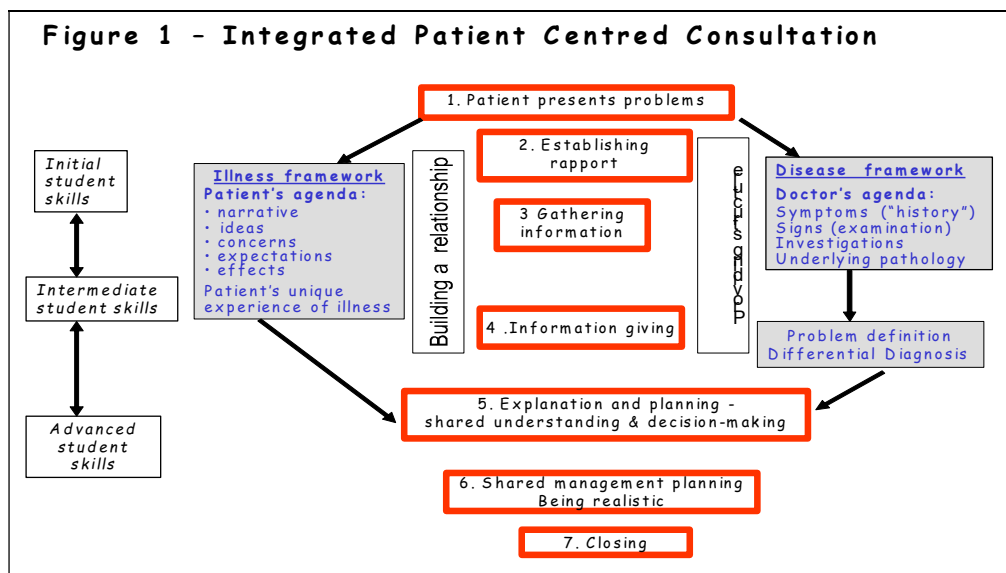 Figure 1 - Integrated Patient Centred Consultation
1. Patient presents problems
2. Establishing
rapport
3 Gathering
information
4 .Information giving
5. Explanation and planning -
shared understanding & decision-making
6. Shared management planning
Being realistic
7. Closing
Initial
student
skills
Intermediate
student skills
Advanced
student
skills
Illness framework
Patient's agenda:
· narrative
· ideas
· concerns
· expectations
· effects
Patient's unique
experience of illness
Building a relationship
Disease framework
Doctor's agenda:
Symptoms ("history")
Signs (examination)
Investigations
Underlying pathology
Problem definition
Differential Diagnosis